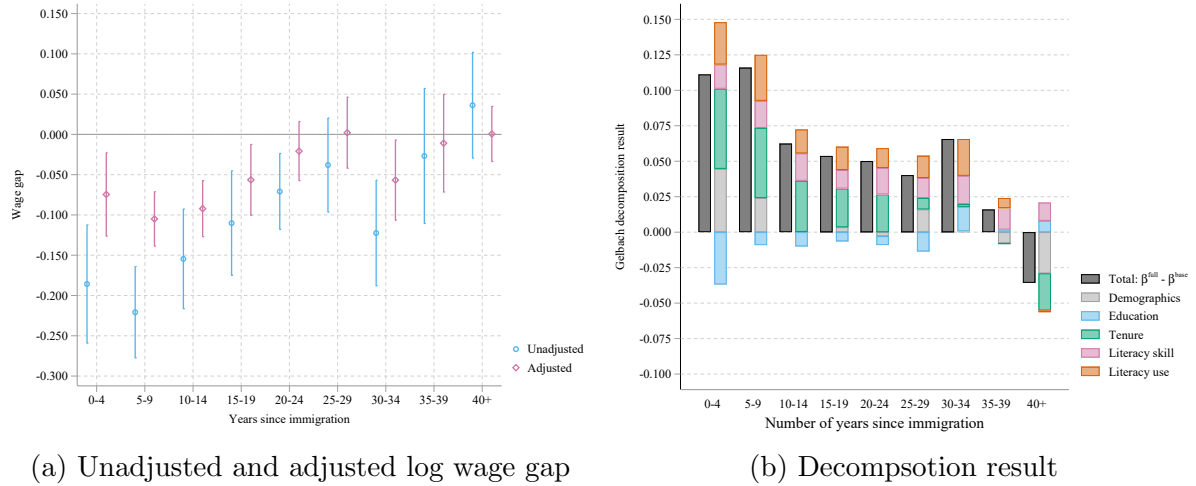 0.150
0.100
0.050
0.000
-0.050
-0.100
-0.150
-0.200
-0.250
-0.300
Wage gap
0-4 5-9 10-14 15-19 20-24 25-29 30-34 35-39 40+
Years since immigration
Unadjusted
Adjusted
(a) Unadjusted and adjusted log wage gap
0.150
0.125
0.100
0.075
0.050
0.025
0.000
-0.025
-0.050
-0.075
-0.100
Gelbach decomposition result
0-4 5-9 10-14 15-19 20-24 25-29 30-34 35-39 40+
Number of years since immigration
Total: β^full - β^base
Demographics
Education
Tenure
Literacy skill
Literacy use
(b) Decompsotion result